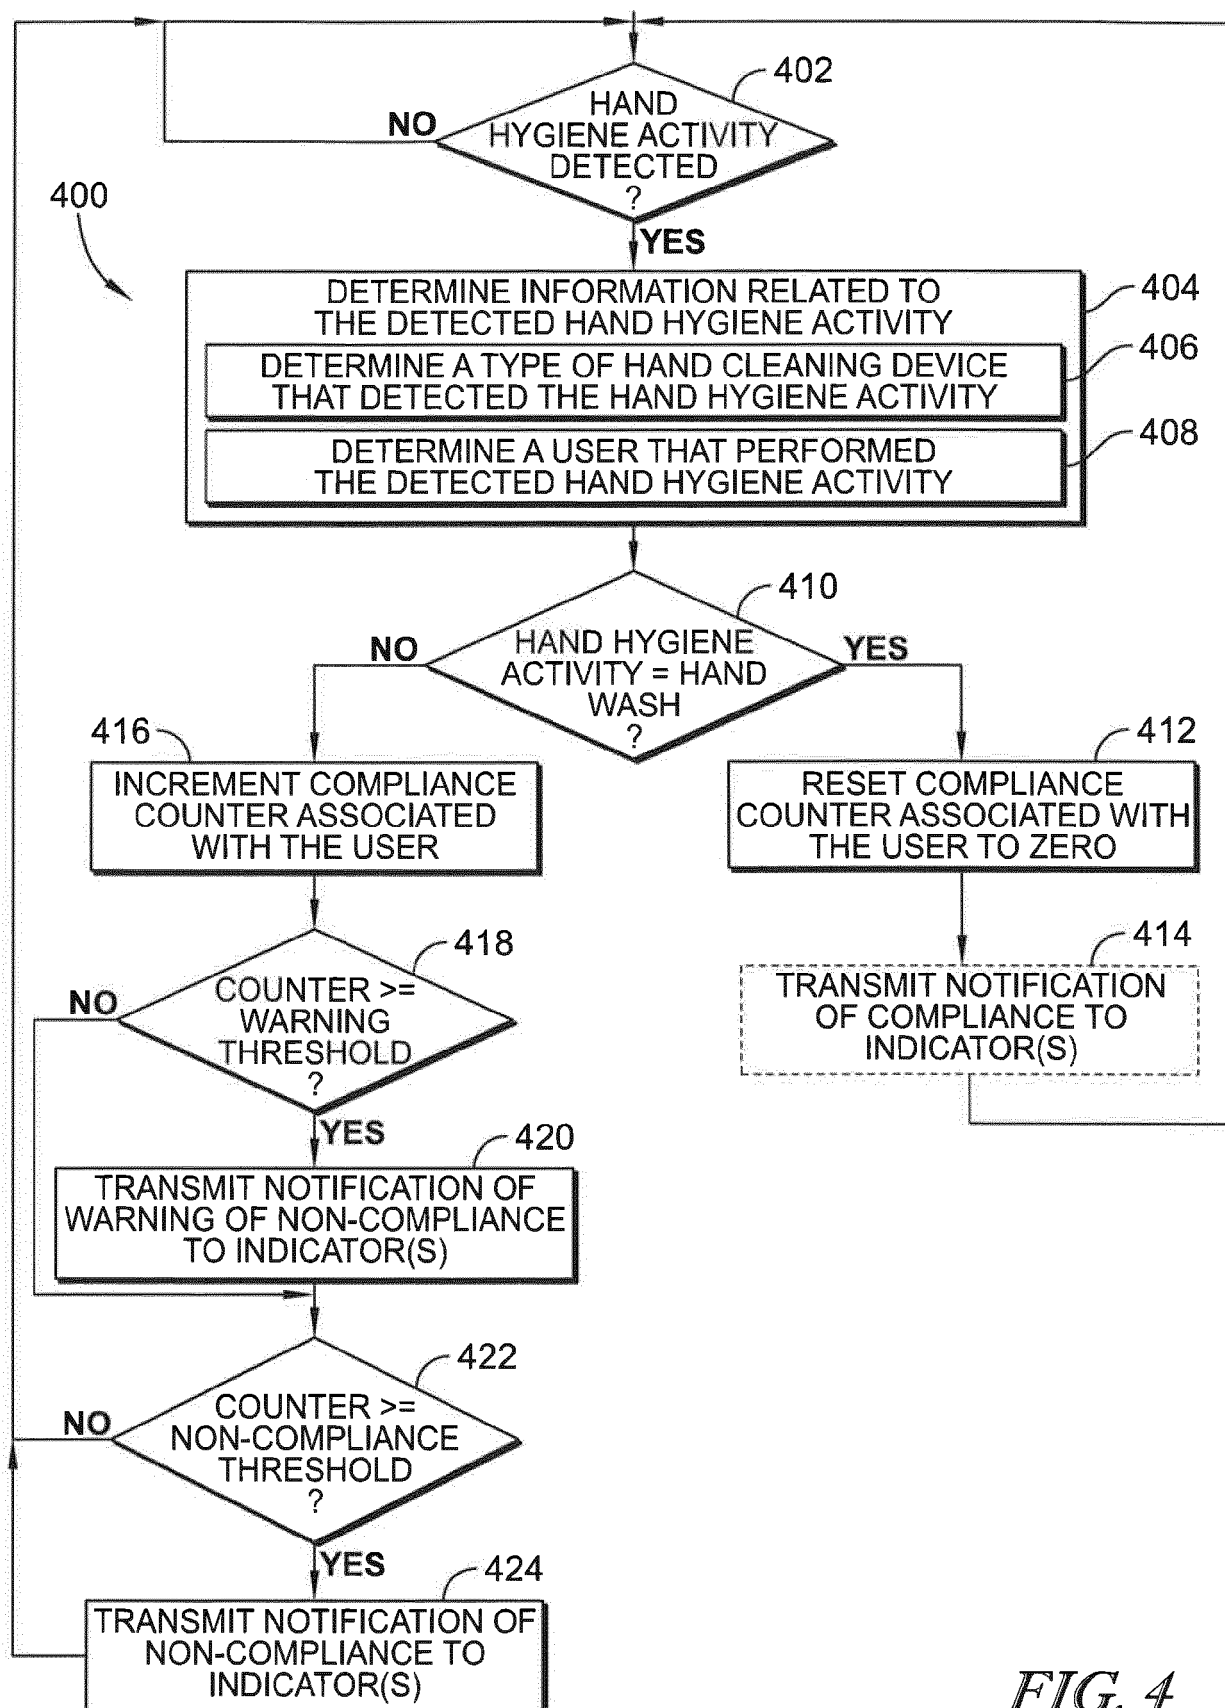 402
HAND
HYGIENE ACTIVITY
DETECTED
?
NO
YES
400
404
DETERMINE INFORMATION RELATED TO
THE DETECTED HAND HYGIENE ACTIVITY
406
DETERMINE A TYPE OF HAND CLEANING DEVICE
THAT DETECTED THE HAND HYGIENE ACTIVITY
408
DETERMINE A USER THAT PERFORMED
THE DETECTED HAND HYGIENE ACTIVITY
410
NO
YES
HAND HYGIENE
ACTIVITY = HAND
WASH
?
416
INCREMENT COMPLIANCE
COUNTER ASSOCIATED
WITH THE USER
412
RESET COMPLIANCE
COUNTER ASSOCIATED WITH
THE USER TO ZERO
418
NO
COUNTER >=
WARNING
THRESHOLD
?
YES
414
TRANSMIT NOTIFICATION
OF COMPLIANCE TO
INDICATOR(S)
420
TRANSMIT NOTIFICATION OF
WARNING OF NON-COMPLIANCE
TO INDICATOR(S)
422
NO
COUNTER >=
NON-COMPLIANCE
THRESHOLD
?
YES
424
TRANSMIT NOTIFICATION OF
NON-COMPLIANCE TO
INDICATOR(S)
FIG. 4